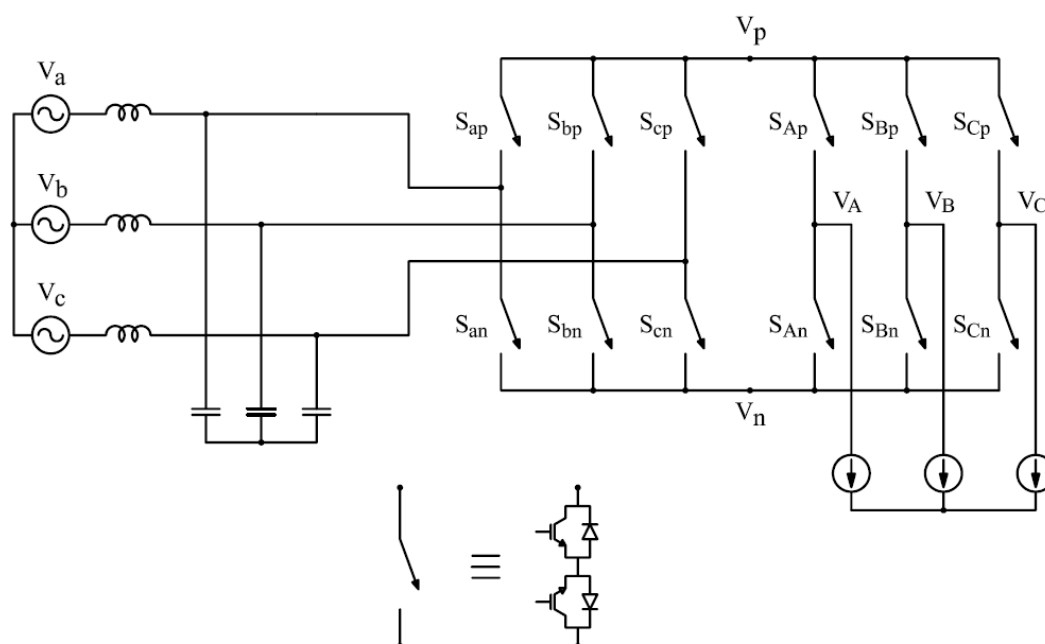 V_p
V_a
S_ap S_bp S_cp S_Ap S_Bp S_Cp
V_b
V_A V_B V_C
V_c
S_an S_bn S_cn S_An S_Bn S_Cn
V_n